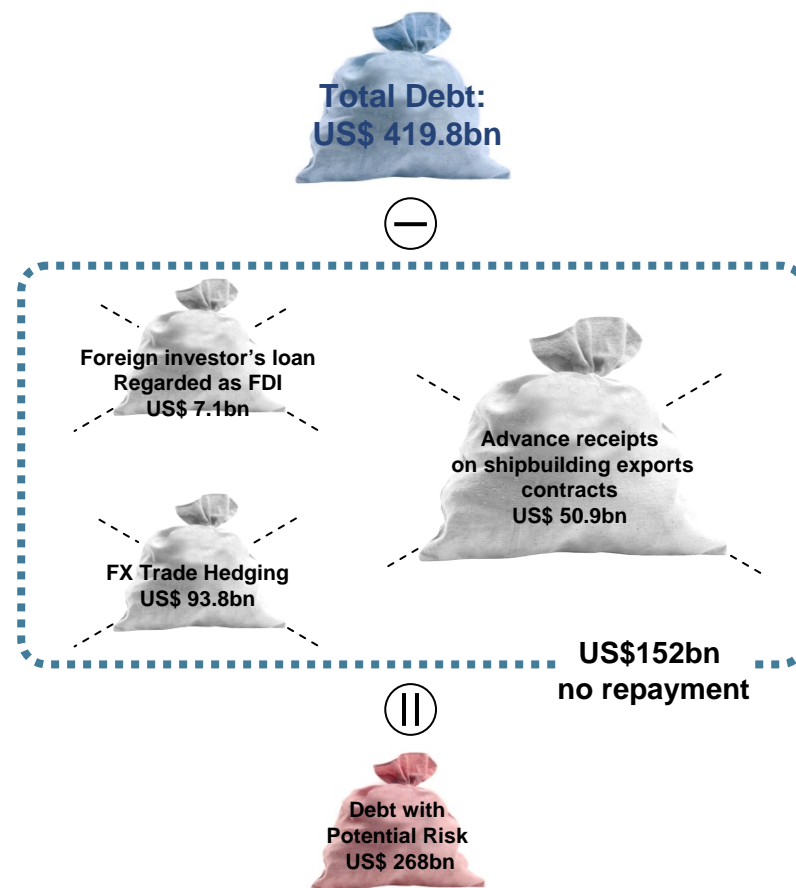 Total Debt:
US$ 419.8bn
Foreign investor's loan
Regarded as FDI
US$ 7.1bn
Advance receipts
on shipbuilding exports
contracts
US$ 50.9bn
FX Trade Hedging
US$ 93.8bn
US$152bn
no repayment
Debt with
Potential Risk
US$ 268bn